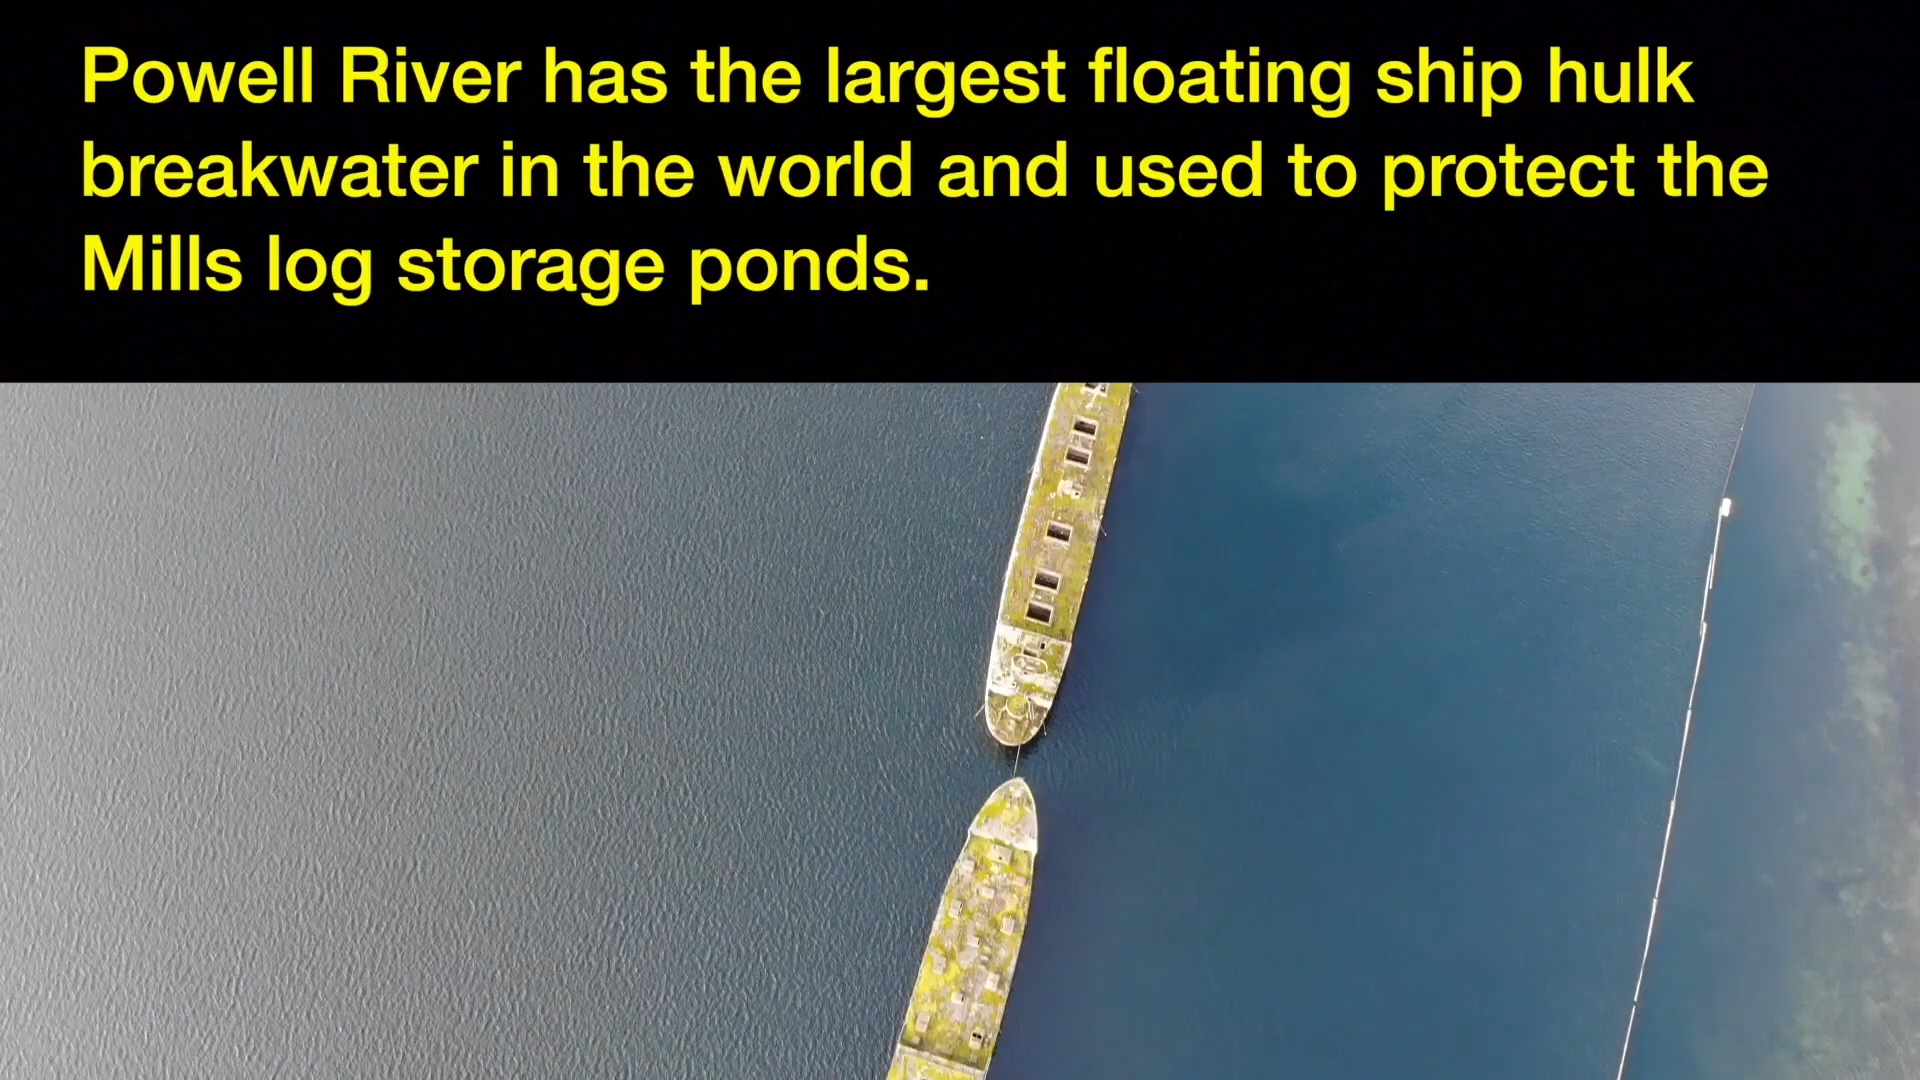 Powell River has the largest floating ship hulk
breakwater in the world and used to protect the
Mills log storage ponds.